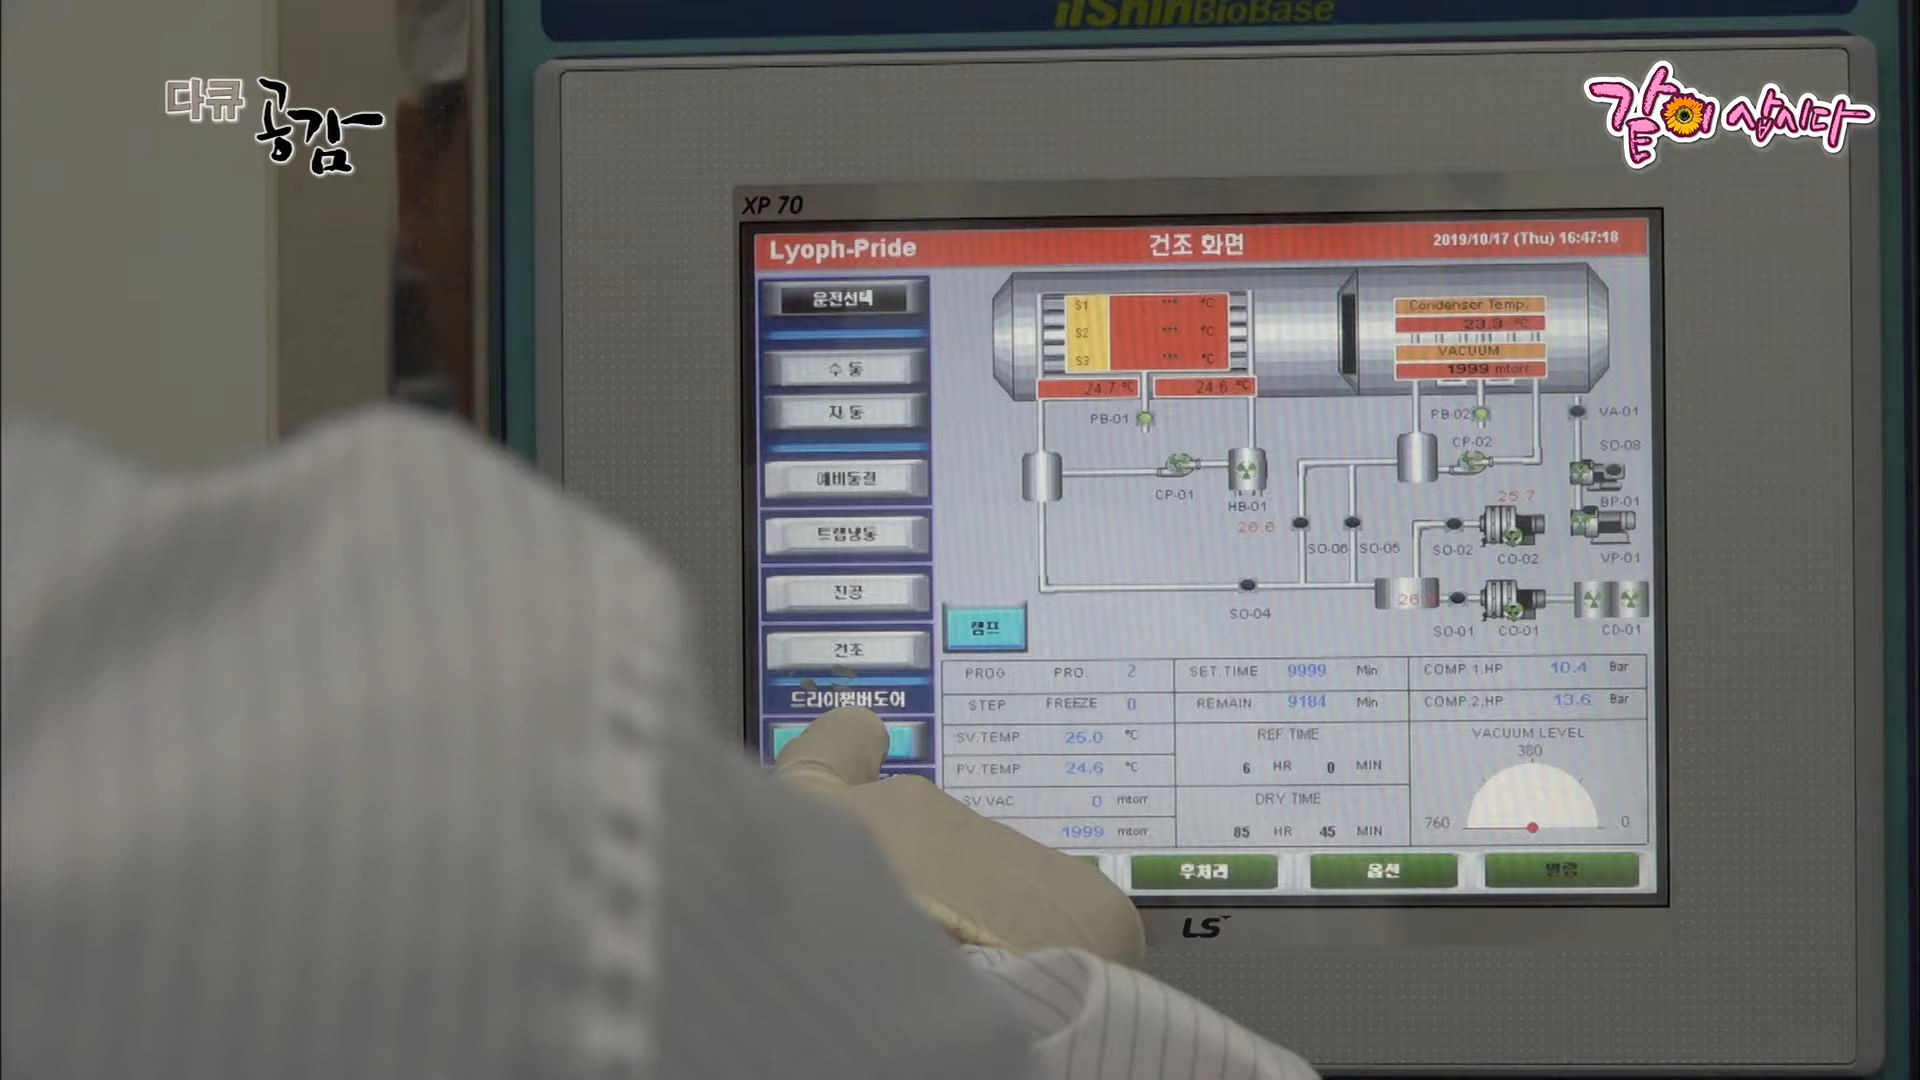 ilShinBioBase
다큐 공감
같이 삽시다
XP 70
Lyoph-Pride
건조 화면
2019/10/17 (Thu) 16:47:18
운전선택
수 동
자 동
예비동결
트랩냉동
진공
건조
드라이챔버도어
S1 *** °C
S2 *** °C
S3 *** °C
24.7 °C
24.6 °C
Condenser Temp.
23.3 °C
VACUUM
1999 mtorr
PB-01
PB-02
VA-01
CP-01
HB-01
26.6
CP-02
SO-08
BP-01
25.7
SO-06
SO-05
SO-02
CO-02
VP-01
SO-04
SO-01
CO-01
CD-01
램프
PROG PRO. 2
STEP FREEZE 0
SV.TEMP 25.0 °C
PV.TEMP 24.6 °C
SV.VAC 0 mtorr
1999 mtorr
SET.TIME 9999 Min
REMAIN 9184 Min
REF TIME
6 HR 0 MIN
DRY TIME
85 HR 45 MIN
COMP.1.HP 10.4 Bar
COMP.2.HP 13.6 Bar
VACUUM LEVEL
380
760
0
후처리
옵션
알람
LS